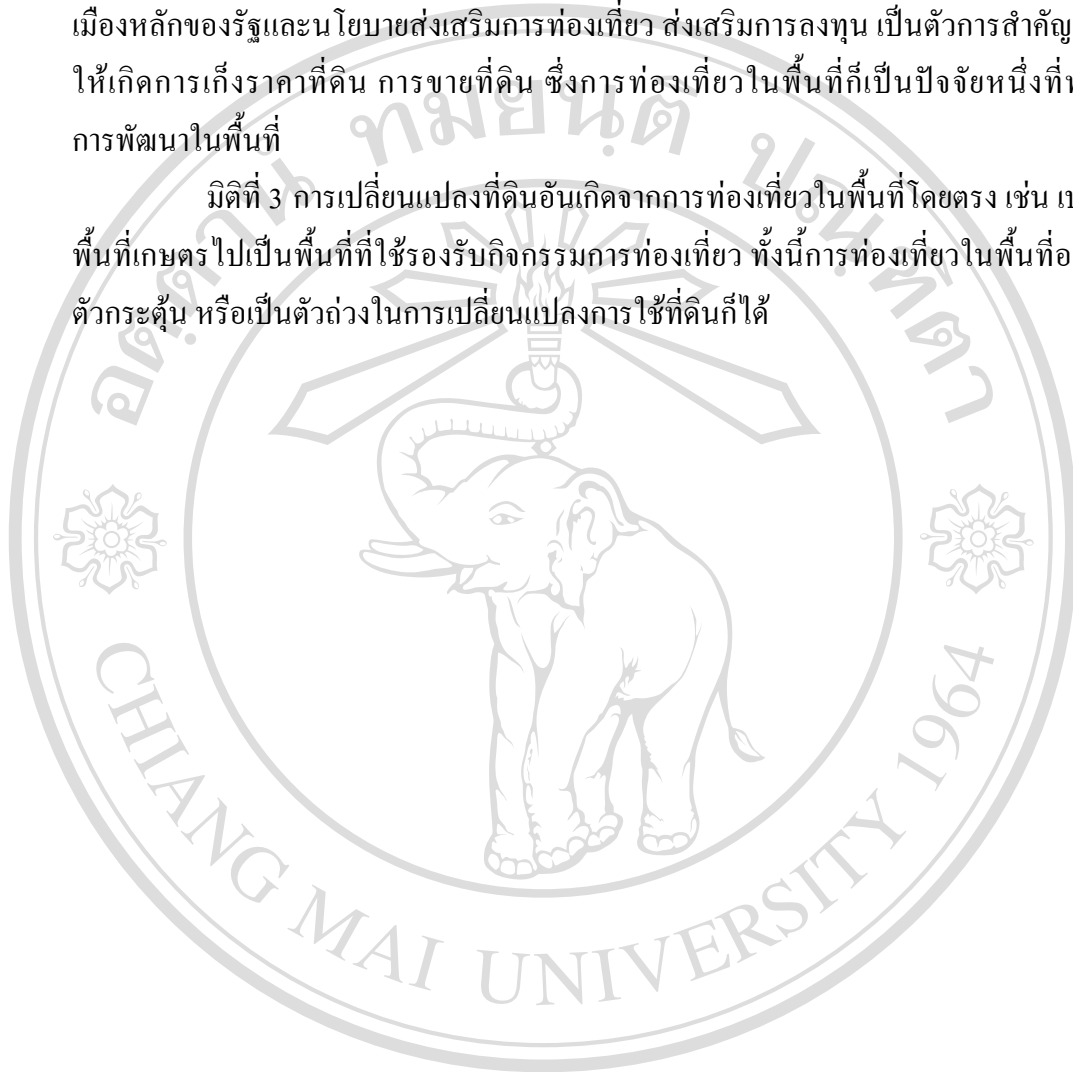 เมืองหลักของรัฐและนโยบายส่งเสริมการท่องเที่ยว ส่งเสริมการลงทุน เป็นตัวการสำคัญ
ให้เกิดการเก็งราคาที่ดิน การขายที่ดิน ซึ่งการท่องเที่ยวในพื้นที่ก็เป็นปัจจัยหนึ่งที่
การพัฒนาในพื้นที่
มิติที่ 3 การเปลี่ยนแปลงที่ดินอันเกิดจากการท่องเที่ยวในพื้นที่โดยตรง เช่น
พื้นที่เกษตรไปเป็นพื้นที่ที่ใช้รองรับกิจกรรมการท่องเที่ยว ทั้งนี้การท่องเที่ยวในพื้นที่
ตัวกระตุ้น หรือเป็นตัวถ่วงในการเปลี่ยนแปลงการใช้ที่ดินก็ได้
อตฺตานํ ทมยนฺติ ปณฺฑิตา
CHIANG MAI UNIVERSITY 1964